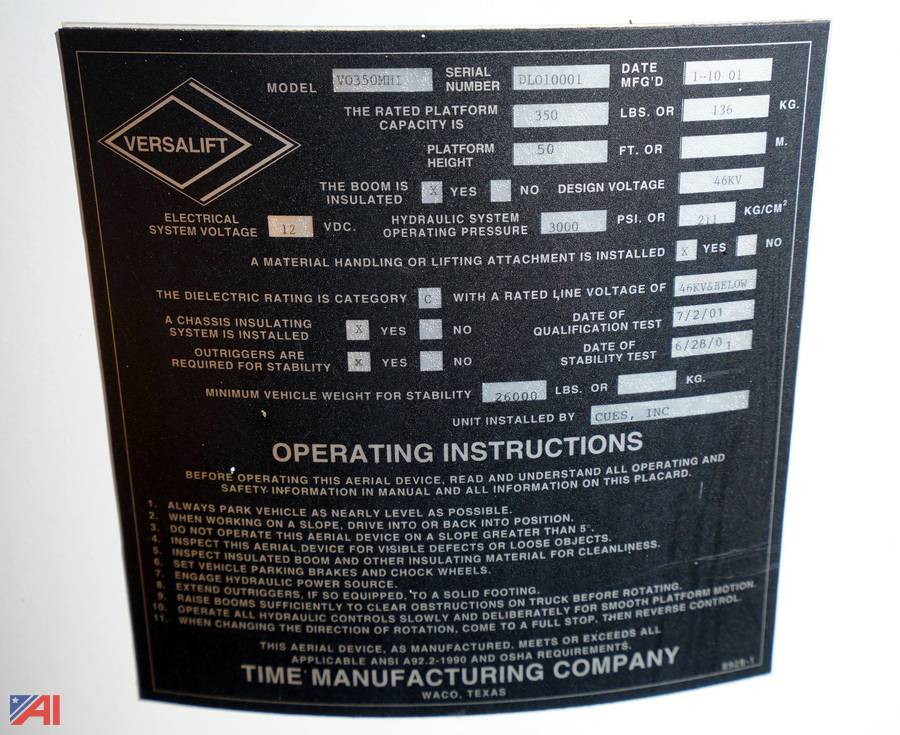 VERSALIFT
MODEL VO350MHI SERIAL NUMBER DL010001 DATE MFG'D 1-10 01
THE RATED PLATFORM CAPACITY IS 350 LBS. OR 136 KG.
PLATFORM HEIGHT 50 FT. OR M.
THE BOOM IS INSULATED X YES NO DESIGN VOLTAGE 46KV
ELECTRICAL SYSTEM VOLTAGE 12 VDC. HYDRAULIC SYSTEM OPERATING PRESSURE 3000 PSI. OR 211 KG/CM²
A MATERIAL HANDLING OR LIFTING ATTACHMENT IS INSTALLED X YES NO
THE DIELECTRIC RATING IS CATEGORY C WITH A RATED LINE VOLTAGE OF 46KV&BELOW
A CHASSIS INSULATING SYSTEM IS INSTALLED X YES NO DATE OF QUALIFICATION TEST 7/2/01
OUTRIGGERS ARE REQUIRED FOR STABILITY X YES NO DATE OF STABILITY TEST 6/28/01
MINIMUM VEHICLE WEIGHT FOR STABILITY 26000 LBS. OR KG.
UNIT INSTALLED BY CUES, INC
OPERATING INSTRUCTIONS
BEFORE OPERATING THIS AERIAL DEVICE, READ AND UNDERSTAND ALL OPERATING AND
SAFETY INFORMATION IN MANUAL AND ALL INFORMATION ON THIS PLACARD.
1. ALWAYS PARK VEHICLE AS NEARLY LEVEL AS POSSIBLE.
2. WHEN WORKING ON A SLOPE, DRIVE INTO OR BACK INTO POSITION.
3. DO NOT OPERATE THIS AERIAL DEVICE ON A SLOPE GREATER THAN 5°.
4. INSPECT THIS AERIAL DEVICE FOR VISIBLE DEFECTS OR LOOSE OBJECTS.
5. INSPECT INSULATED BOOM AND OTHER INSULATING MATERIAL FOR CLEANLINESS.
6. SET VEHICLE PARKING BRAKES AND CHOCK WHEELS.
7. ENGAGE HYDRAULIC POWER SOURCE.
8. EXTEND OUTRIGGERS, IF SO EQUIPPED, TO A SOLID FOOTING.
9. RAISE BOOMS SUFFICIENTLY TO CLEAR OBSTRUCTIONS ON TRUCK BEFORE ROTATING.
10. OPERATE ALL HYDRAULIC CONTROLS SLOWLY AND DELIBERATELY FOR SMOOTH PLATFORM MOTION.
11. WHEN CHANGING THE DIRECTION OF ROTATION, COME TO A FULL STOP, THEN REVERSE CONTROL.
THIS AERIAL DEVICE, AS MANUFACTURED, MEETS OR EXCEEDS ALL
APPLICABLE ANSI A92.2-1990 AND OSHA REQUIREMENTS.
TIME MANUFACTURING COMPANY
WACO, TEXAS
AI